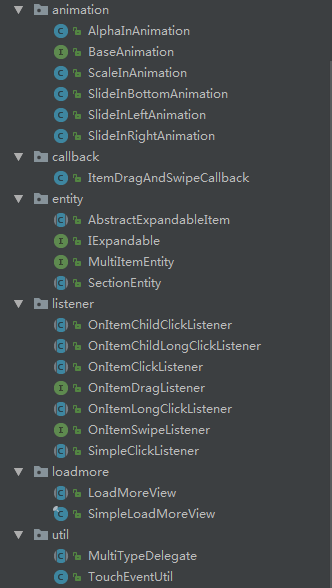 animation
AlphaInAnimation
BaseAnimation
ScaleInAnimation
SlideInBottomAnimation
SlideInLeftAnimation
SlideInRightAnimation
callback
ItemDragAndSwipeCallback
entity
AbstractExpandableItem
IExpandable
MultiItemEntity
SectionEntity
listener
OnItemChildClickListener
OnItemChildLongClickListener
OnItemClickListener
OnItemDragListener
OnItemLongClickListener
OnItemSwipeListener
SimpleClickListener
loadmore
LoadMoreView
SimpleLoadMoreView
util
MultiTypeDelegate
TouchEventUtil